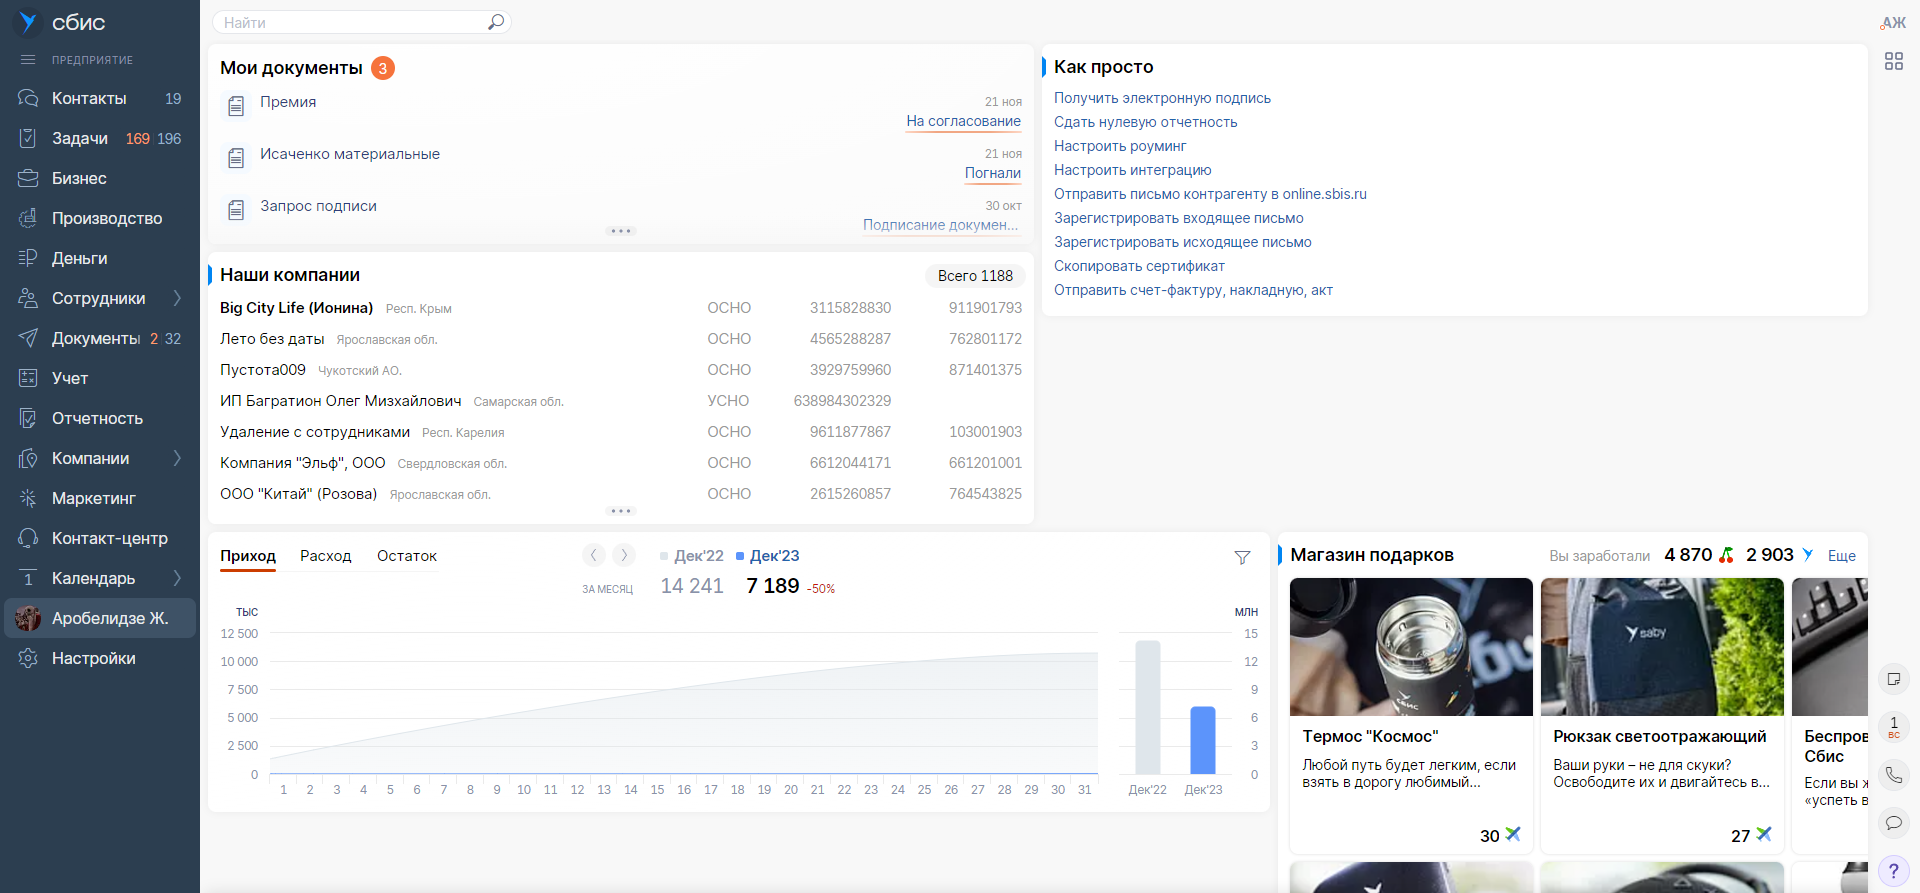 сбис
ПРЕДПРИЯТИЕ
Контакты 19
Задачи 169 196
Бизнес
Производство
Деньги
Сотрудники
Документы 2 32
Учет
Отчетность
Компании
Маркетинг
Контакт-центр
1 Календарь
Аробелидзе Ж.
Настройки
Найти
АЖ
Мои документы 3
Премия 21 ноя
На согласование
Исаченко материальные 21 ноя
Погнали
Запрос подписи 30 окт
Подписание докумен...
Как просто
Получить электронную подпись
Сдать нулевую отчетность
Настроить роуминг
Настроить интеграцию
Отправить письмо контрагенту в online.sbis.ru
Зарегистрировать входящее письмо
Зарегистрировать исходящее письмо
Скопировать сертификат
Отправить счет-фактуру, накладную, акт
Наши компании Всего 1188
Big City Life (Ионина) Респ. Крым ОСНО 3115828830 911901793
Лето без даты Ярославская обл. ОСНО 4565288287 762801172
Пустота009 Чукотский АО. ОСНО 3929759960 871401375
ИП Багратион Олег Мизхайлович Самарская обл. УСНО 638984302329
Удаление с сотрудниками Респ. Карелия ОСНО 9611877867 103001903
Компания "Эльф", ООО Свердловская обл. ОСНО 6612044171 661201001
ООО "Китай" (Розова) Ярославская обл. ОСНО 2615260857 764543825
Приход Расход Остаток Дек'22 Дек'23
ЗА МЕСЯЦ 14 241 7 189 -50%
тыс млн
12 500 15
10 000 12
7 500 9
5 000 6
2 500 3
0 0
1 2 3 4 5 6 7 8 9 10 11 12 13 14 15 16 17 18 19 20 21 22 23 24 25 26 27 28 29 30 31 Дек'22 Дек'23
Магазин подарков Вы заработали 4 870 2 903 Еще
сбис
saby
Термос "Космос"
Любой путь будет легким, если
взять в дорогу любимый...
30
Рюкзак светоотражающий
Ваши руки – не для скуки?
Освободите их и двигайтесь в...
27
Беспров
Сбис
Если вы ж
«успеть в
1
ВС
?